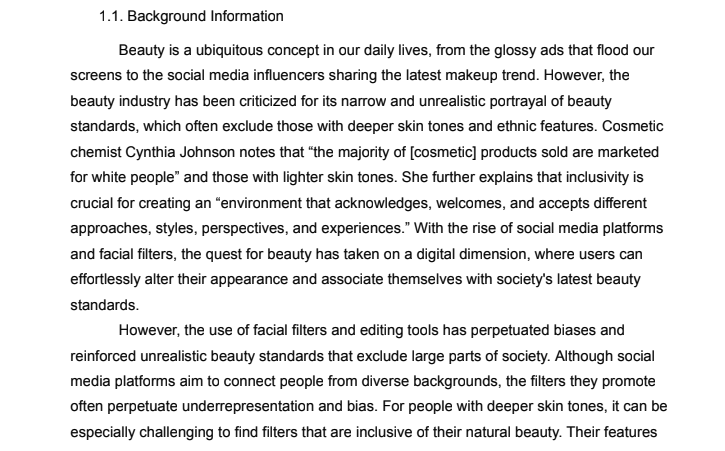 1.1. Background Information
Beauty is a ubiquitous concept in our daily lives, from the glossy ads that flood our
screens to the social media influencers sharing the latest makeup trend. However, the
beauty industry has been criticized for its narrow and unrealistic portrayal of beauty
standards, which often exclude those with deeper skin tones and ethnic features. Cosmetic
chemist Cynthia Johnson notes that “the majority of [cosmetic] products sold are marketed
for white people” and those with lighter skin tones. She further explains that inclusivity is
crucial for creating an “environment that acknowledges, welcomes, and accepts different
approaches, styles, perspectives, and experiences.” With the rise of social media platforms
and facial filters, the quest for beauty has taken on a digital dimension, where users can
effortlessly alter their appearance and associate themselves with society's latest beauty
standards.
However, the use of facial filters and editing tools has perpetuated biases and
reinforced unrealistic beauty standards that exclude large parts of society. Although social
media platforms aim to connect people from diverse backgrounds, the filters they promote
often perpetuate underrepresentation and bias. For people with deeper skin tones, it can be
especially challenging to find filters that are inclusive of their natural beauty. Their features